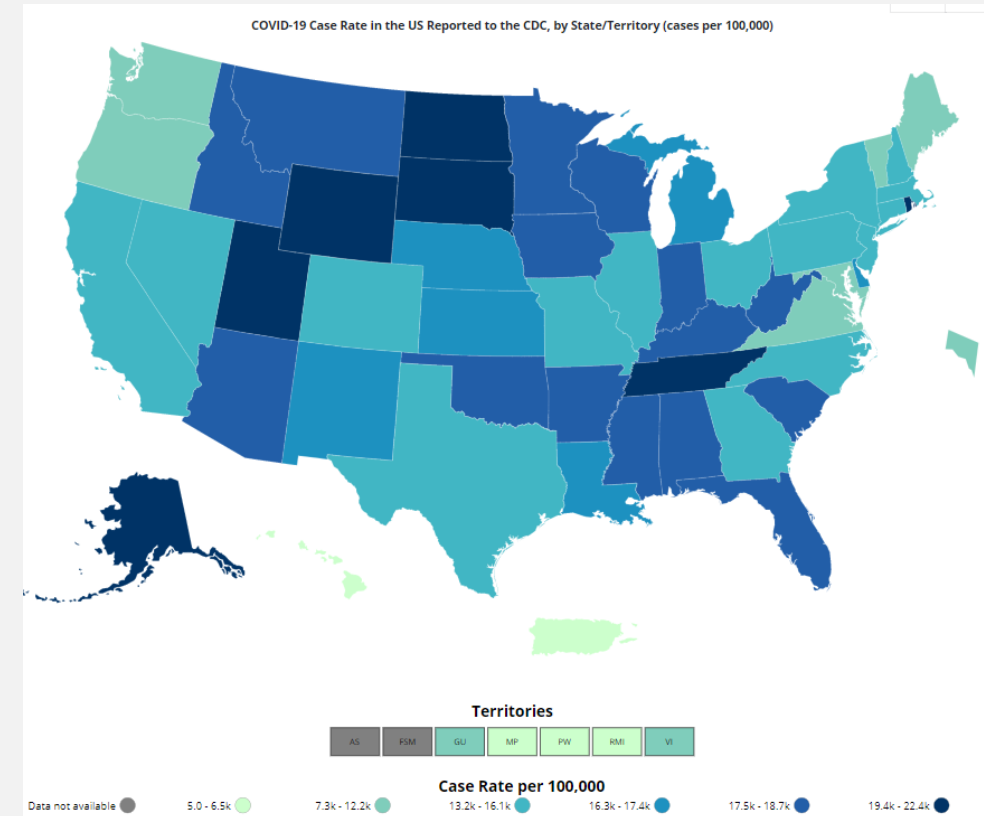 COVID-19 Case Rate in the US Reported to the CDC, by State/Territory (cases per 100,000)
Territories
AS FSM GU MP PW RMI VI
Case Rate per 100,000
Data not available 5.0 - 6.5k 7.3k - 12.2k 13.2k - 16.1k 16.3k - 17.4k 17.5k - 18.7k 19.4k - 22.4k